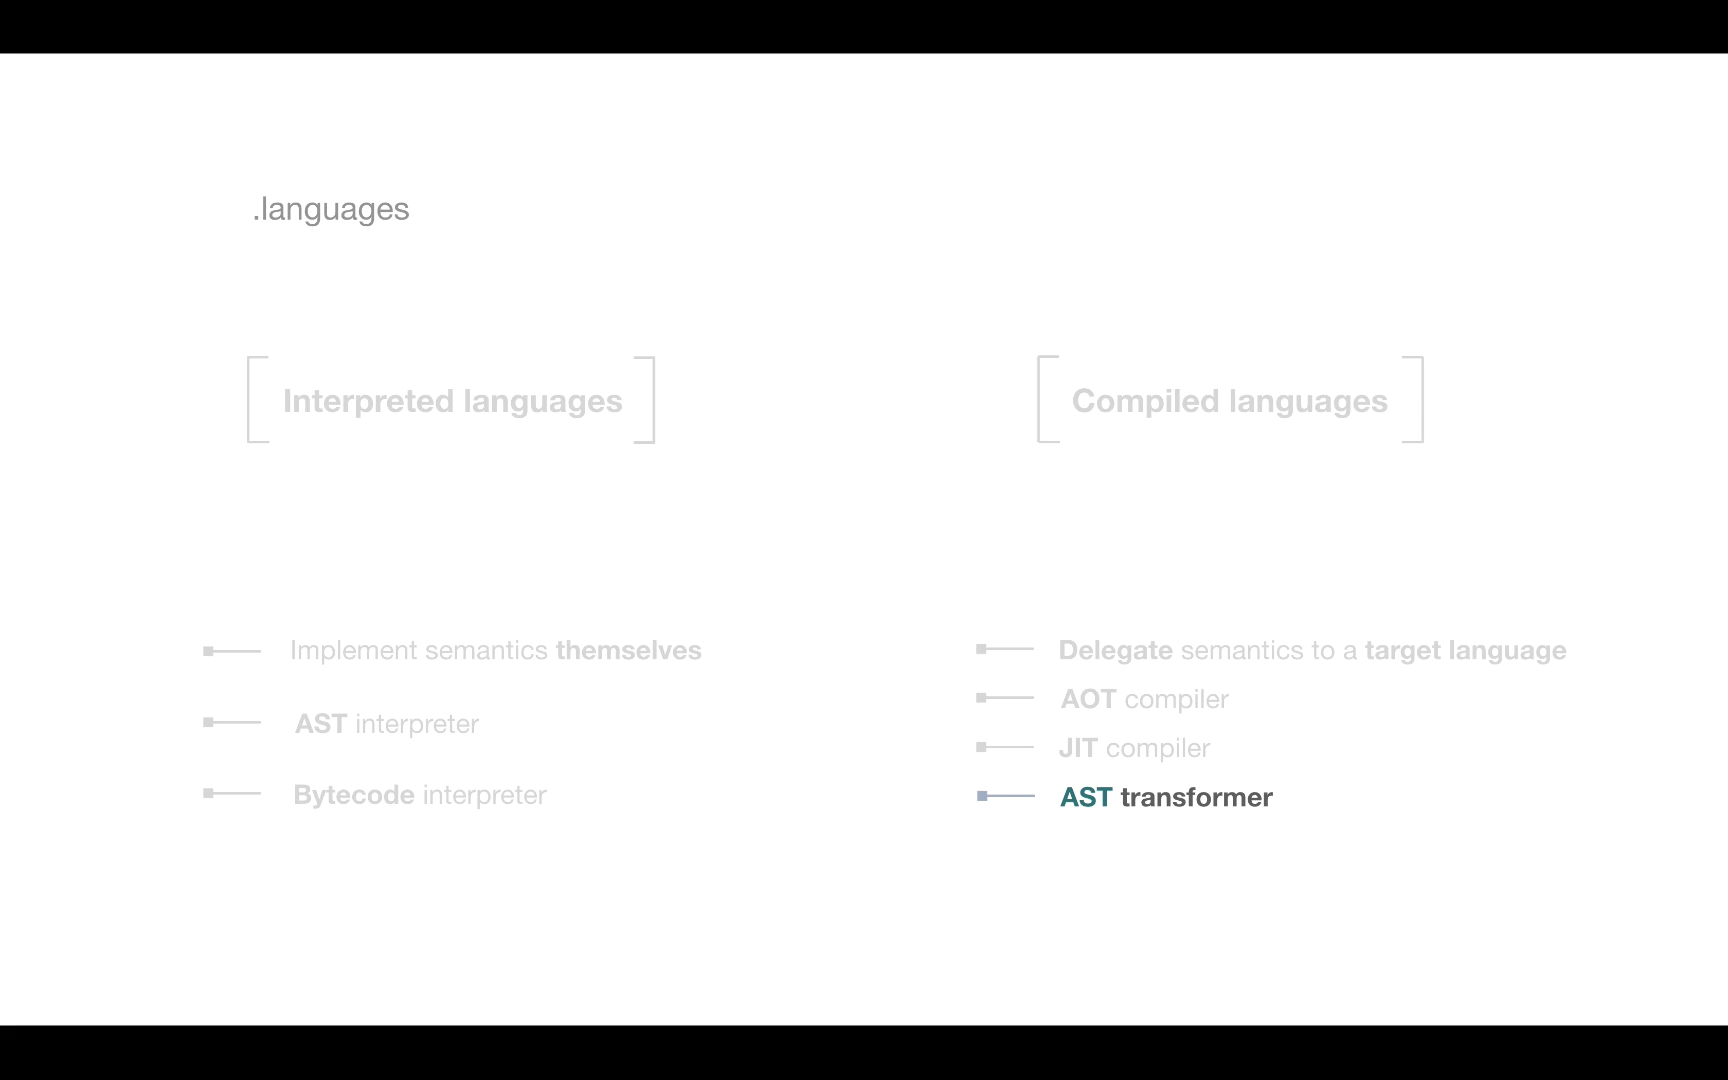 .languages
Interpreted languages
Compiled languages
Implement semantics themselves
AST interpreter
Bytecode interpreter
Delegate semantics to a target language
AOT compiler
JIT compiler
AST transformer